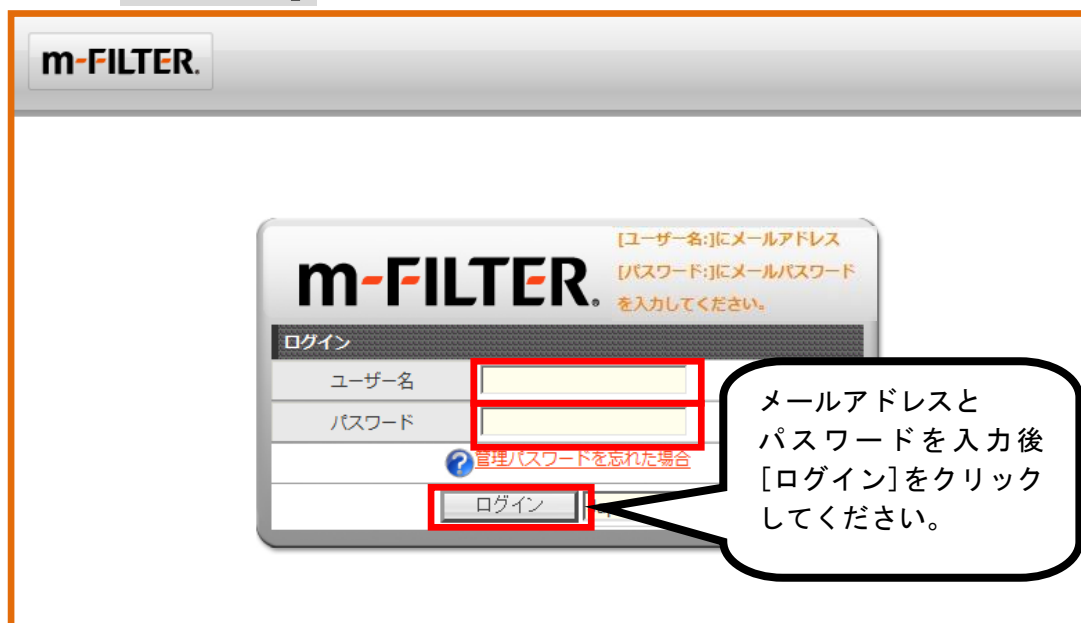 m-FILTER.
[ユーザー名:]にメールアドレス
m-FILTER.
[パスワード:]にメールパスワード
を入力してください。
ログイン
ユーザー名
パスワード
管理パスワードを忘れた場合
ログイン
メールアドレスと
パスワードを入力後
[ログイン]をクリック
してください。